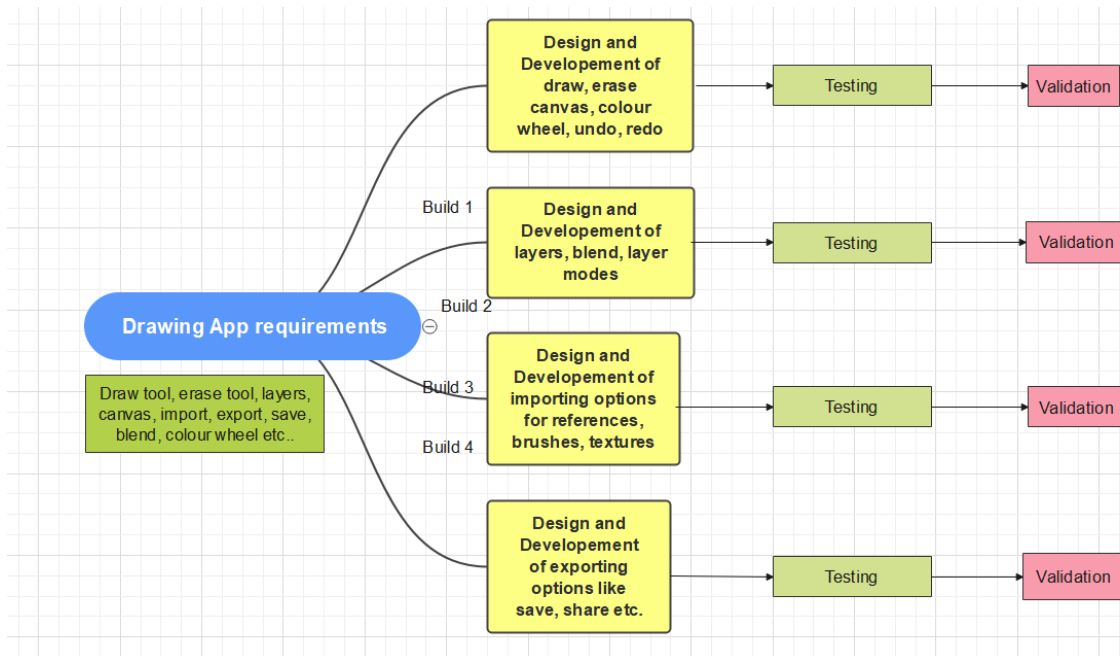 Design and
Developement of
draw, erase
canvas, colour
wheel, undo, redo
Testing
Validation
Build 1
Design and
Developement of
layers, blend, layer
modes
Testing
Validation
Build 2
Drawing App requirements
Draw tool, erase tool, layers,
canvas, import, export, save,
blend, colour wheel etc..
Build 3
Design and
Developement of
importing options
for references,
brushes, textures
Testing
Validation
Build 4
Design and
Developement
of exporting
options like
save, share etc.
Testing
Validation